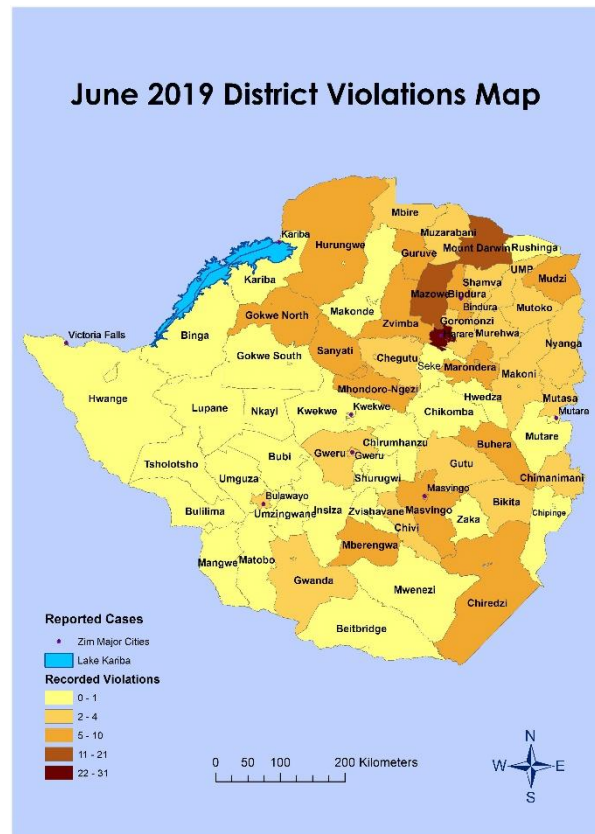 June 2019 District Violations Map
Mbire
Kariba
Muzarabani
Hurungwe
Mount Darwin
Rushinga
Guruve
Kariba
UMP
Mudzi
Shamva
Mazowe
Bindura
Gokwe North
Makonde
Bindura
Mutoko
Binga
Zvimba
Goromonzi
Victoria Falls
Murehwa
Sanyati
Nyanga
Gokwe South
Chegutu
Seke
Marondera
Makoni
Hwange
Mhondoro-Ngezi
Hwedza
Mutasa
Lupane
Nkayi
Kwekwe
Kwekwe
Chikomba
Mutare
Mutare
Buhera
Chirumhanzu
Bubi
Gweru
Gweru
Tsholotsho
Gutu
Chimanimani
Umguza
Shurugwi
Bulawayo
Masvingo
Bikita
Bulilima
Umzingwane
Insiza
Zvishavane
Masvingo
Zaka
Chipinge
Chivi
Mberengwa
Mangwe
Matobo
Gwanda
Mwenezi
Chiredzi
Reported Cases
Beitbridge
Zim Major Cities
Lake Kariba
Recorded Violations
0 - 1
2 - 4
5 - 10
11 - 21
22 - 31
0 50 100 200 Kilometers
N
W E
S